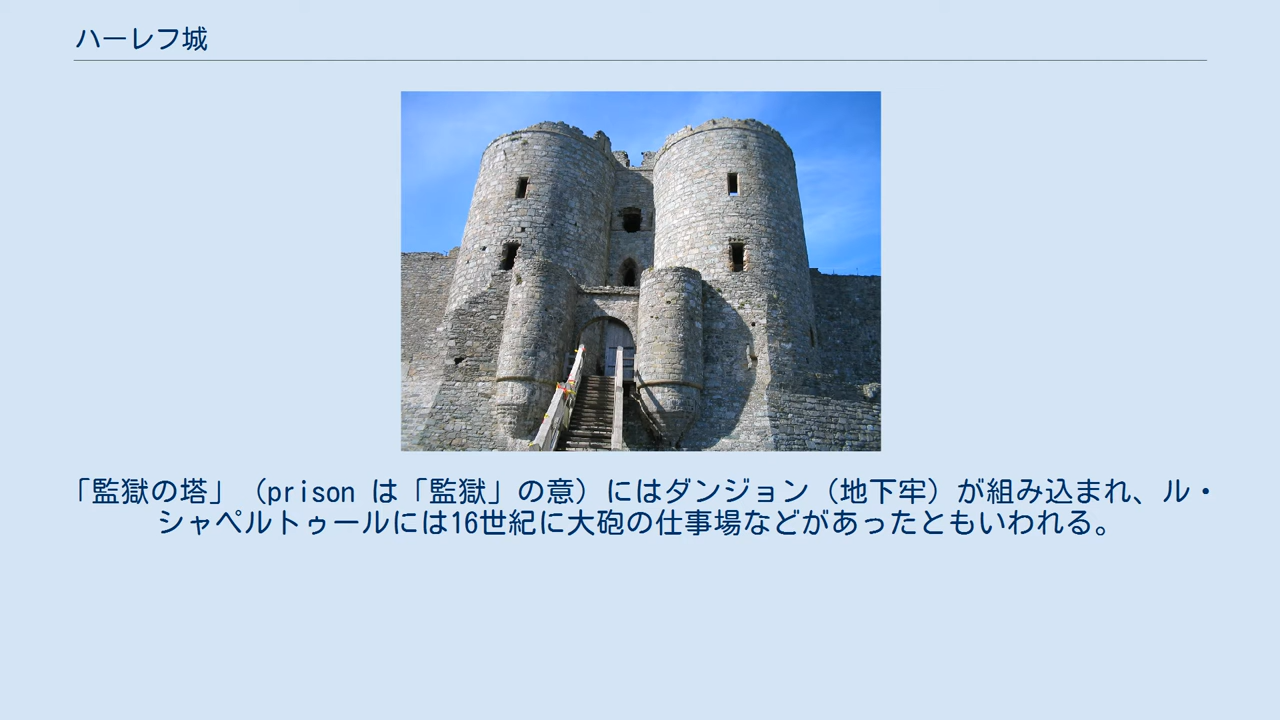 ハーレフ城
「監獄の塔」（prison は「監獄」の意）にはダンジョン（地下牢）が組み込まれ、ル・
シャペルトゥールには16世紀に大砲の仕事場などがあったともいわれる。